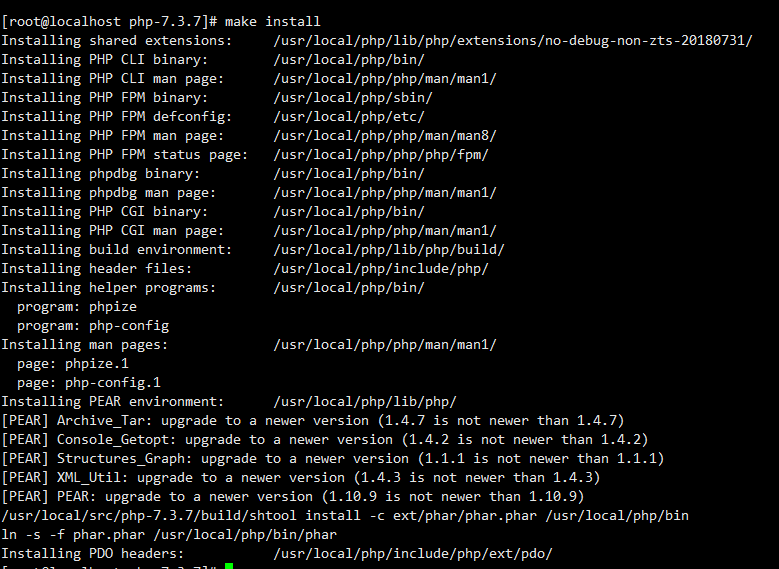 [root@localhost php-7.3.7]# make install
Installing shared extensions:     /usr/local/php/lib/php/extensions/no-debug-non-zts-20180731/
Installing PHP CLI binary:        /usr/local/php/bin/
Installing PHP CLI man page:      /usr/local/php/php/man/man1/
Installing PHP FPM binary:        /usr/local/php/sbin/
Installing PHP FPM defconfig:     /usr/local/php/etc/
Installing PHP FPM man page:      /usr/local/php/php/man/man8/
Installing PHP FPM status page:   /usr/local/php/php/php/fpm/
Installing phpdbg binary:         /usr/local/php/bin/
Installing phpdbg man page:       /usr/local/php/php/man/man1/
Installing PHP CGI binary:        /usr/local/php/bin/
Installing PHP CGI man page:      /usr/local/php/php/man/man1/
Installing build environment:     /usr/local/php/lib/php/build/
Installing header files:          /usr/local/php/include/php/
Installing helper programs:       /usr/local/php/bin/
  program: phpize
  program: php-config
Installing man pages:             /usr/local/php/php/man/man1/
  page: phpize.1
  page: php-config.1
Installing PEAR environment:      /usr/local/php/lib/php/
[PEAR] Archive_Tar: upgrade to a newer version (1.4.7 is not newer than 1.4.7)
[PEAR] Console_Getopt: upgrade to a newer version (1.4.2 is not newer than 1.4.2)
[PEAR] Structures_Graph: upgrade to a newer version (1.1.1 is not newer than 1.1.1)
[PEAR] XML_Util: upgrade to a newer version (1.4.3 is not newer than 1.4.3)
[PEAR] PEAR: upgrade to a newer version (1.10.9 is not newer than 1.10.9)
/usr/local/src/php-7.3.7/build/shtool install -c ext/phar/phar.phar /usr/local/php/bin
ln -s -f phar.phar /usr/local/php/bin/phar
Installing PDO headers:           /usr/local/php/include/php/ext/pdo/
[root@localhost php-7.3.7]#